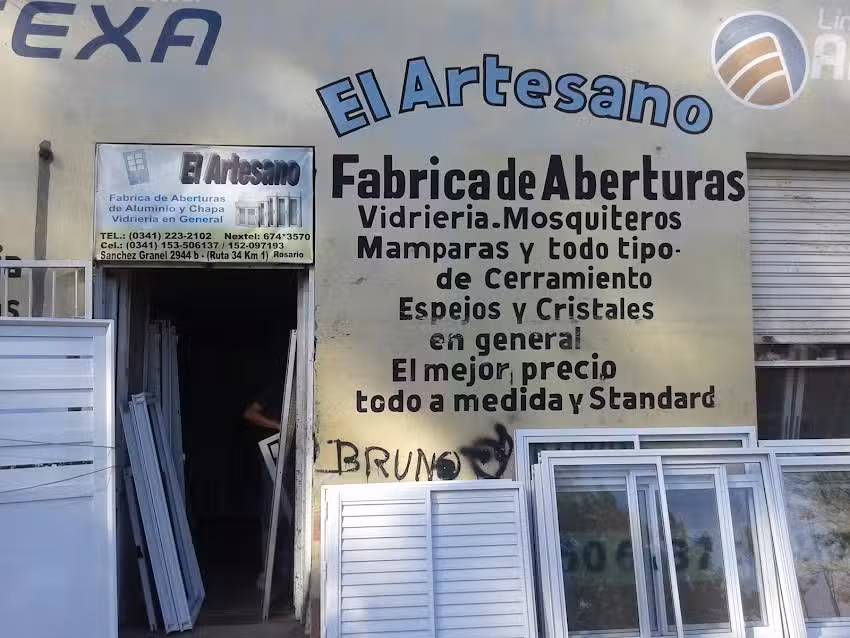 TEXA
El Artesano
Fabrica de Aberturas
Vidrieria.Mosquiteros
Mamparas y todo tipo-
de Cerramiento
Espejos y Cristales
en general
El mejor precio
todo a medida y Standard
BRUNO
El Artesano
Fabrica de Aberturas
de Aluminio y Chapa
Vidriería en General
TEL.: (0341) 223-2102 Nextel: 674*3570
Cel.: (0341) 153-506137 / 152-097193
Sanchez Granel 2944 b - (Ruta 34 Km 1) Rosario